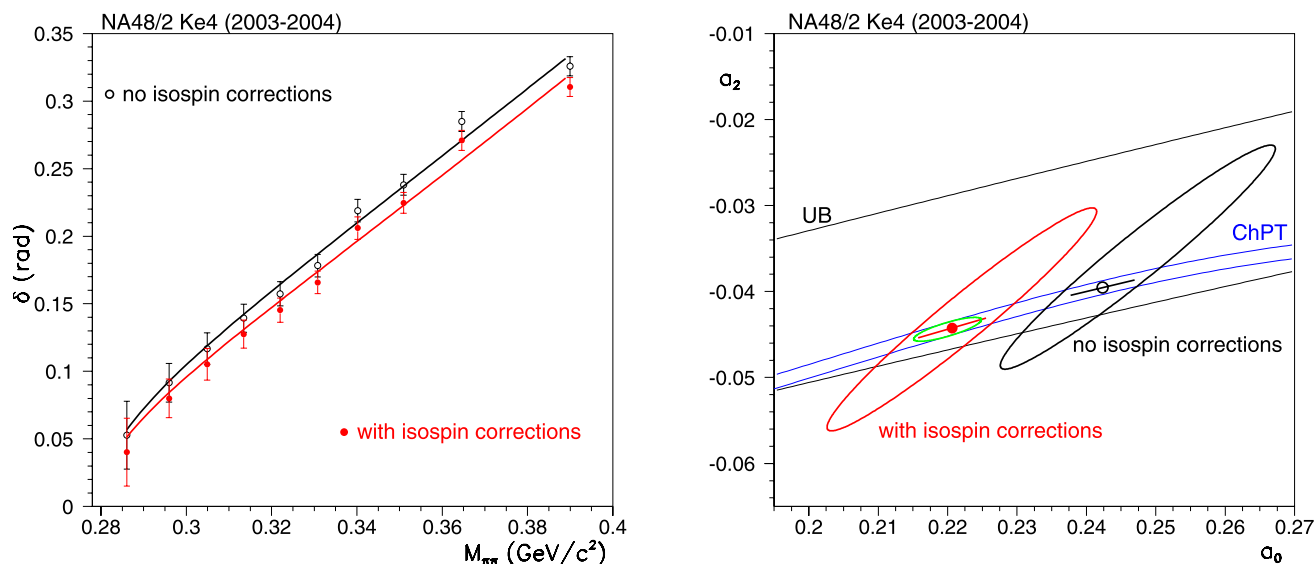 NA48/2 Ke4 (2003-2004)
0.35
0.3
0.25
0.2
0.15
0.1
0.05
0
δ (rad)
no isospin corrections
with isospin corrections
0.28 0.3 0.32 0.34 0.36 0.38 0.4
M_ππ (GeV/c²)
NA48/2 Ke4 (2003-2004)
-0.01
-0.02
-0.03
-0.04
-0.05
-0.06
a₂
UB
ChPT
no isospin corrections
with isospin corrections
0.2 0.21 0.22 0.23 0.24 0.25 0.26 0.27
a₀